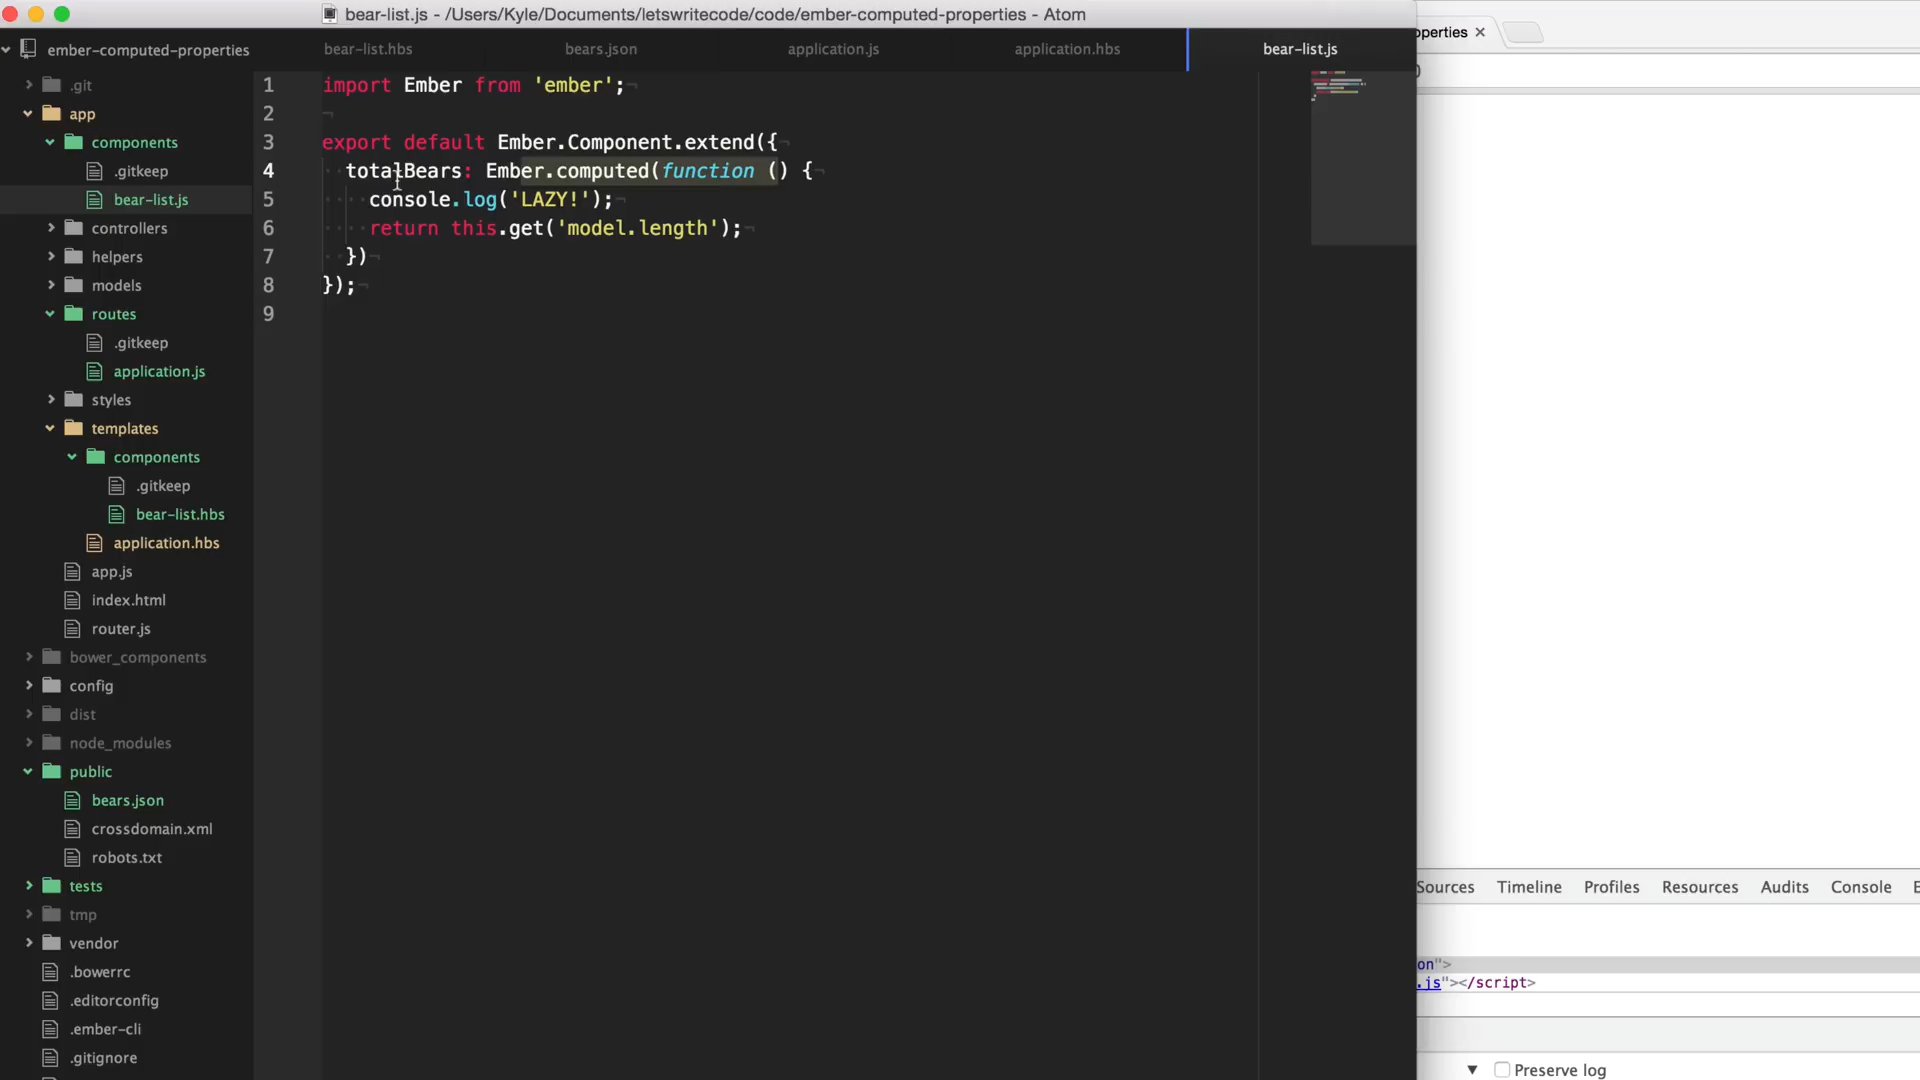 bear-list.js - /Users/Kyle/Documents/letswritecode/code/ember-computed-properties - Atom
ember-computed-properties
.git
app
components
.gitkeep
bear-list.js
controllers
helpers
models
routes
.gitkeep
application.js
styles
templates
components
.gitkeep
bear-list.hbs
application.hbs
app.js
index.html
router.js
bower_components
config
dist
node_modules
public
bears.json
crossdomain.xml
robots.txt
tests
tmp
vendor
.bowerrc
.editorconfig
.ember-cli
.gitignore
bear-list.hbs bears.json application.js application.hbs bear-list.js
1 import Ember from 'ember';
2
3 export default Ember.Component.extend({
4 totalBears: Ember.computed(function () {
5 console.log('LAZY!');
6 return this.get('model.length');
7 })
8 });
9
operties
Sources Timeline Profiles Resources Audits Console
on">
.js"></script>
Preserve log